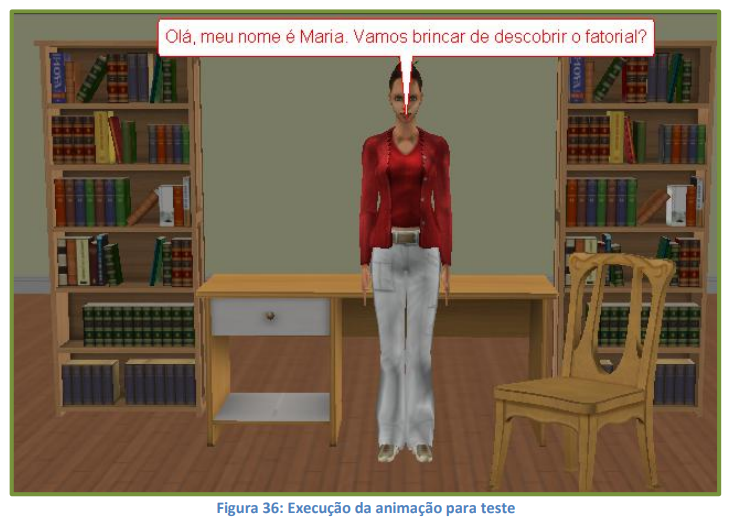 Olá, meu nome é Maria. Vamos brincar de descobrir o fatorial?
Figura 36: Execução da animação para teste